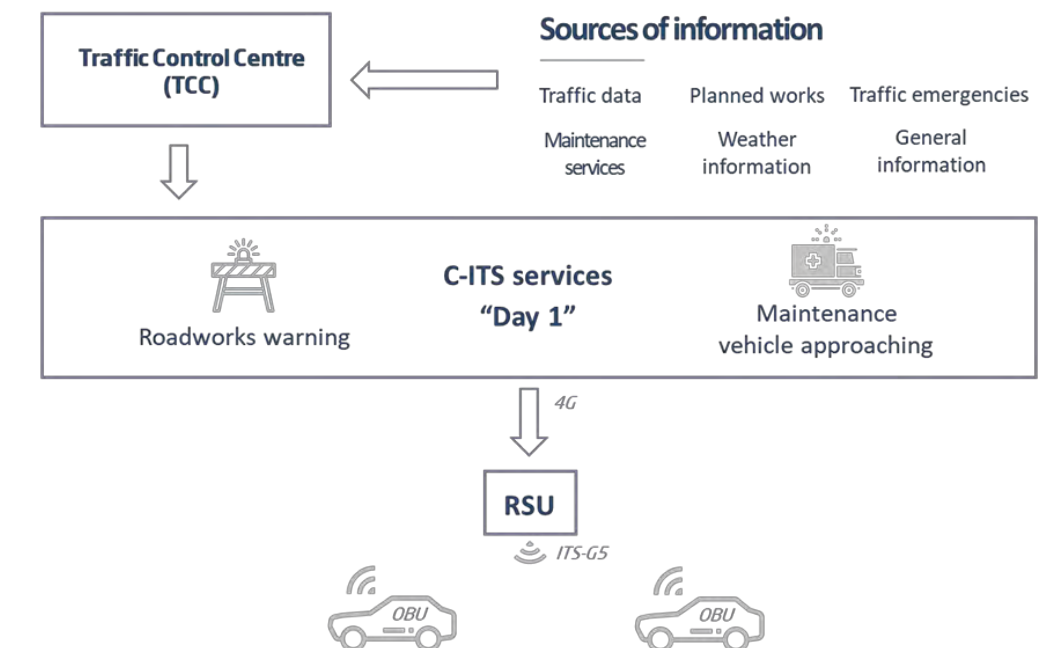 Traffic Control Centre
(TCC)
Sources of information
Traffic data
Planned works
Traffic emergencies
Maintenance
services
Weather
information
General
information
Roadworks warning
C-ITS services
“Day 1”
Maintenance
vehicle approaching
4G
RSU
ITS-G5
OBU
OBU